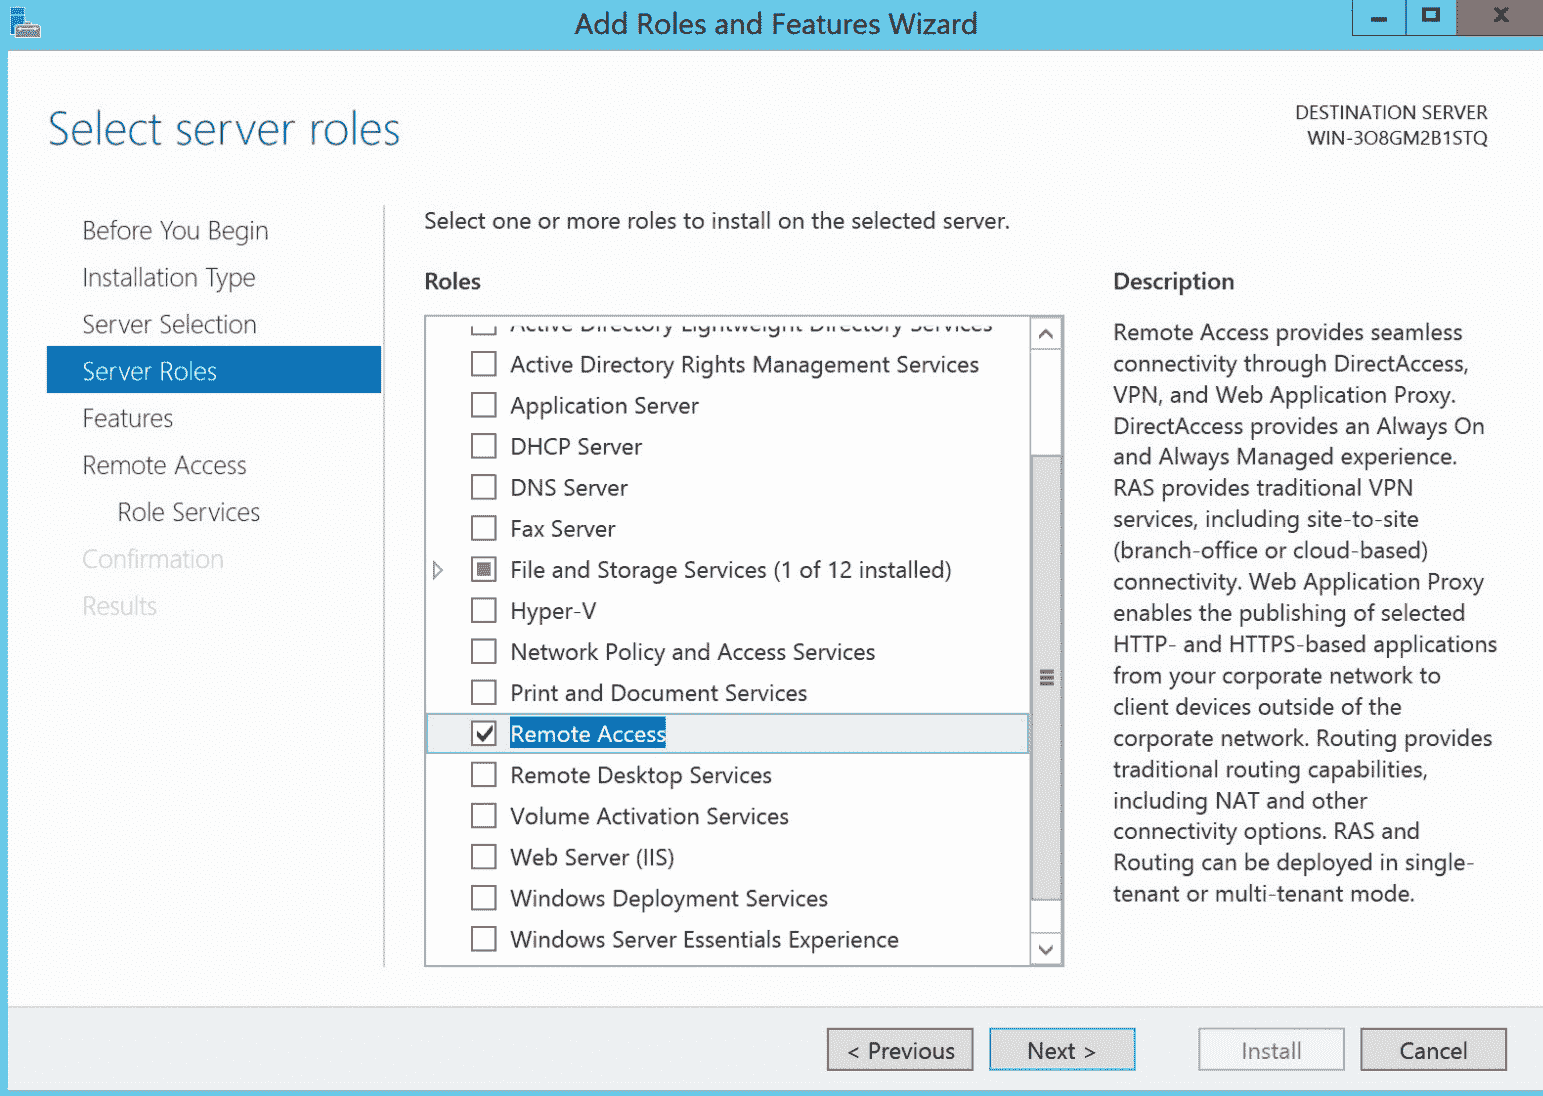 Add Roles and Features Wizard
Select server roles
DESTINATION SERVER
WIN-3O8GM2B1STQ
Before You Begin
Installation Type
Server Selection
Server Roles
Features
Remote Access
Role Services
Confirmation
Results
Select one or more roles to install on the selected server.
Roles
Active Directory Lightweight Directory Services
Active Directory Rights Management Services
Application Server
DHCP Server
DNS Server
Fax Server
File and Storage Services (1 of 12 installed)
Hyper-V
Network Policy and Access Services
Print and Document Services
Remote Access
Remote Desktop Services
Volume Activation Services
Web Server (IIS)
Windows Deployment Services
Windows Server Essentials Experience
Description
Remote Access provides seamless
connectivity through DirectAccess,
VPN, and Web Application Proxy.
DirectAccess provides an Always On
and Always Managed experience.
RAS provides traditional VPN
services, including site-to-site
(branch-office or cloud-based)
connectivity. Web Application Proxy
enables the publishing of selected
HTTP- and HTTPS-based applications
from your corporate network to
client devices outside of the
corporate network. Routing provides
traditional routing capabilities,
including NAT and other
connectivity options. RAS and
Routing can be deployed in single-
tenant or multi-tenant mode.
< Previous
Next >
Install
Cancel